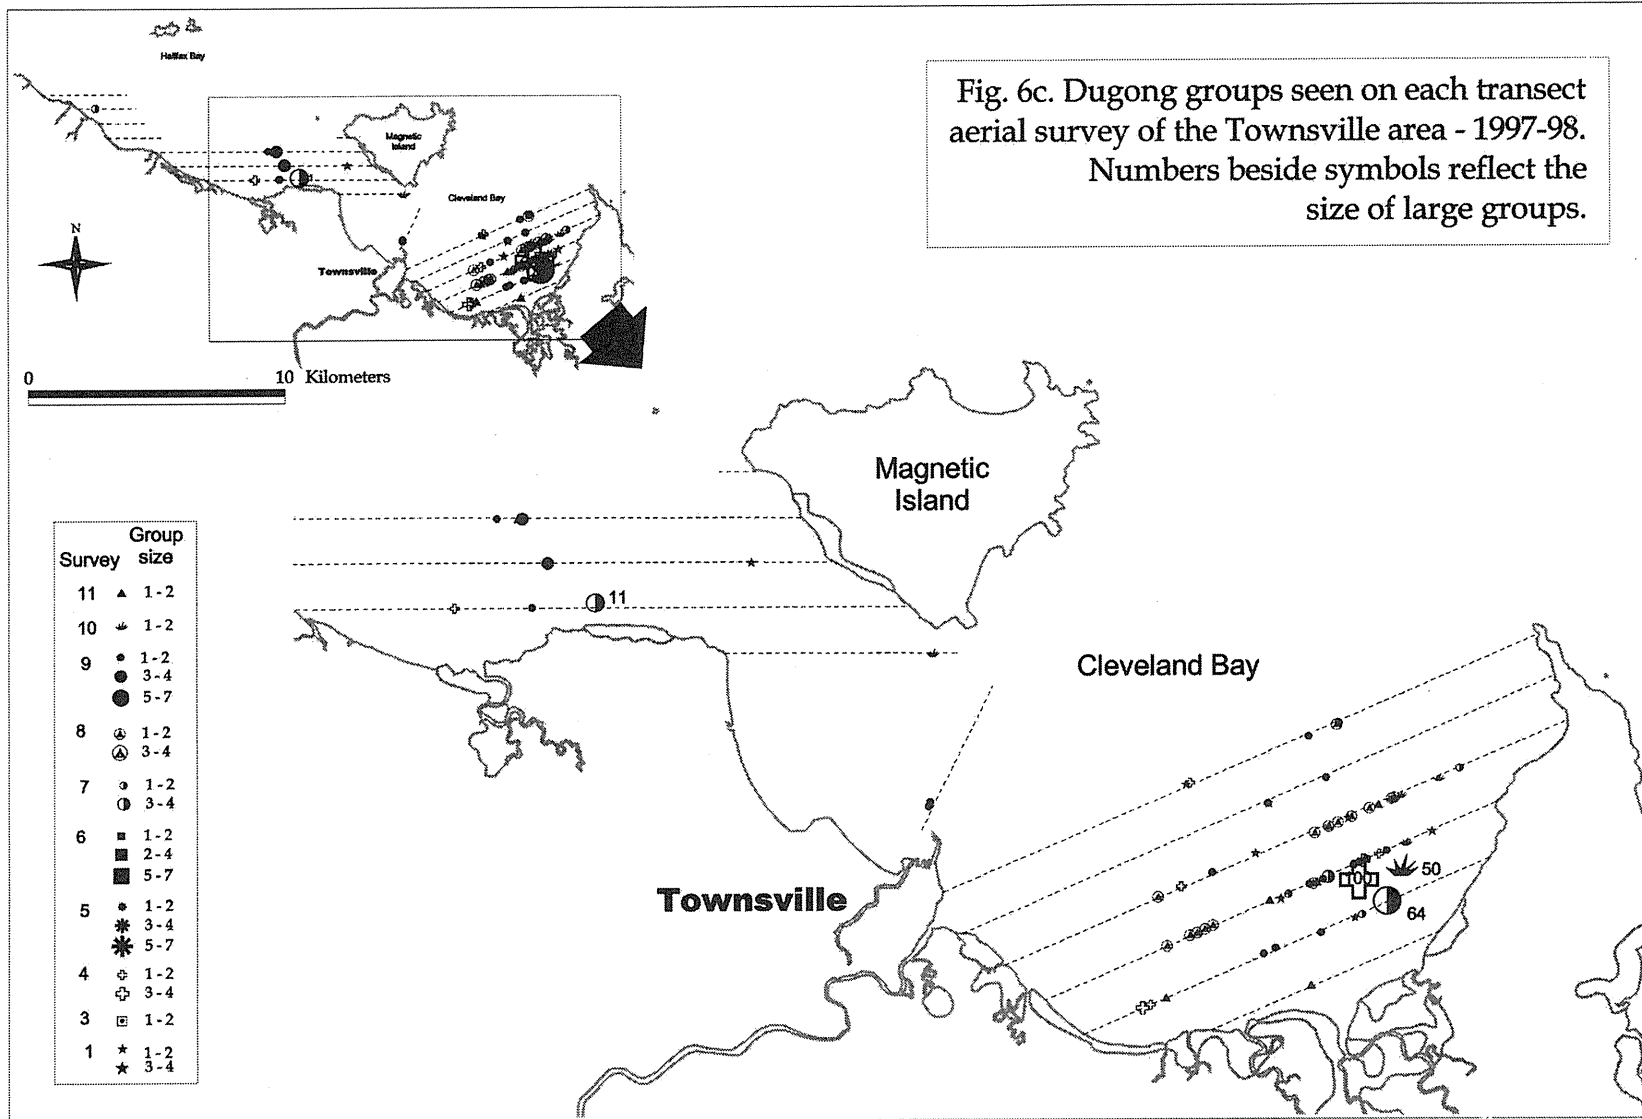 Halifax Bay
Magnetic
Island
Cleveland Bay
N
Townsville
0 10 Kilometers
Fig. 6c. Dugong groups seen on each transect
aerial survey of the Townsville area - 1997-98.
Numbers beside symbols reflect the
size of large groups.
Magnetic
Island
11
Cleveland Bay
Townsville
100
50
64
Group
Survey size
11 1-2
10 1-2
9 1-2
3-4
5-7
8 1-2
3-4
7 1-2
3-4
6 1-2
2-4
5-7
5 1-2
3-4
5-7
4 1-2
3-4
3 1-2
1 1-2
3-4